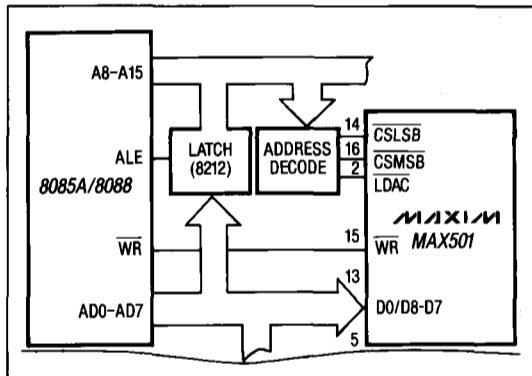 A8–A15
ALE
8085A/8088
WR
AD0–AD7
LATCH
(8212)
ADDRESS
DECODE
14
16
2
CSLSB
CSMSB
LDAC
MAXIM
MAX501
15
WR
13
D0/D8-D7
5